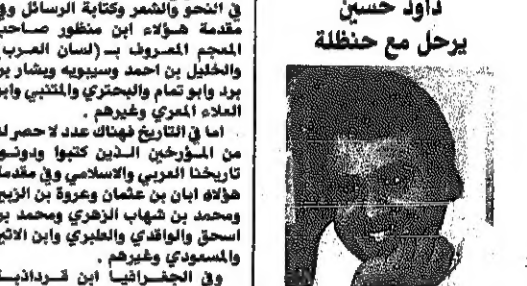 داود حسين
يرحل مع حنظلة
في النحو والشعر وكتابة الرسائل وفي
مقدمة هؤلاء ابن منظور صاحب
المعجم المعروف بـ (لسان العرب)
والخليل بن احمد وسيبويه وبشار بن
برد وابو تمام والبحتري والمتنبي وابو
العلاء المعري وغيرهم .
اما في التاريخ فهناك عدد لا حصر له
من المؤرخين الذين كتبوا ودونوا
تاريخنا العربي والاسلامي وفي مقدمة
هؤلاء ابان بن عثمان وعروة بن الزبير
ومحمد بن شهاب الزهري ومحمد بن
اسحق والواقدي والطبري وابن الاثير
والمسعودي وغيرهم .
وفي الجغرافيا ابن